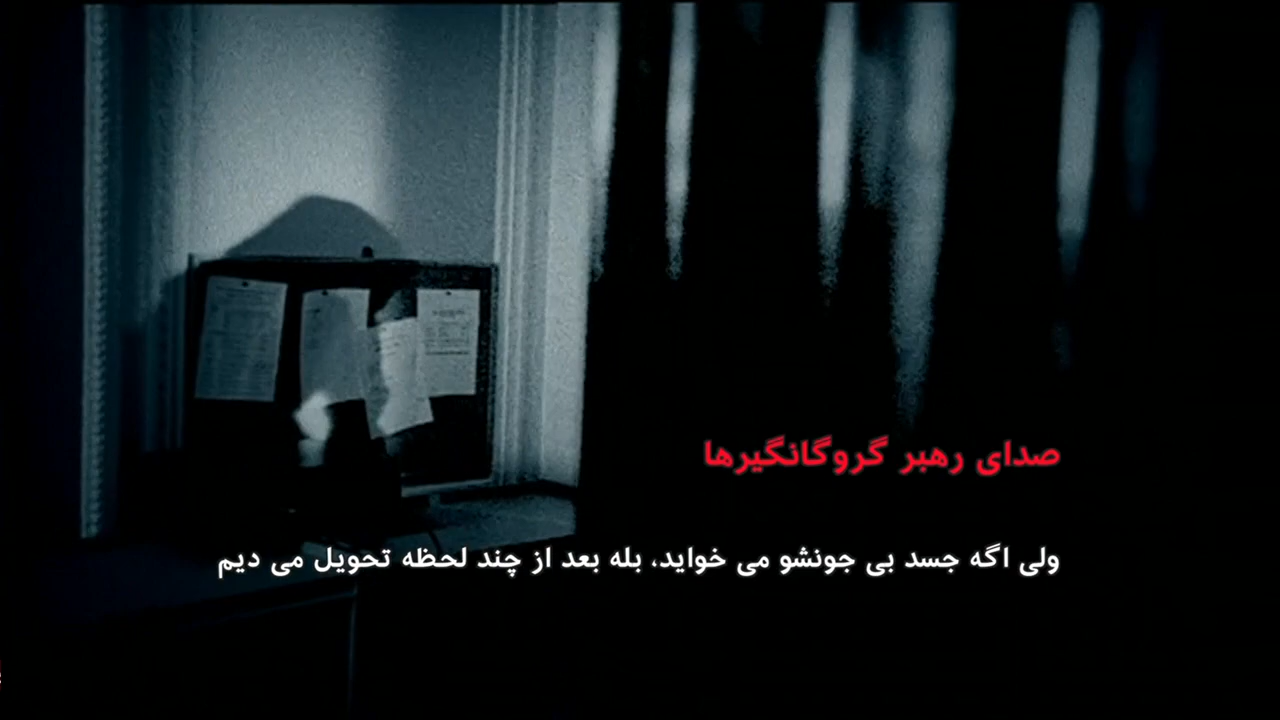 صدای رهبر گروگانگیرها
ولی اگه جسد بی جونشو می خواید، بله بعد از چند لحظه تحویل می دیم